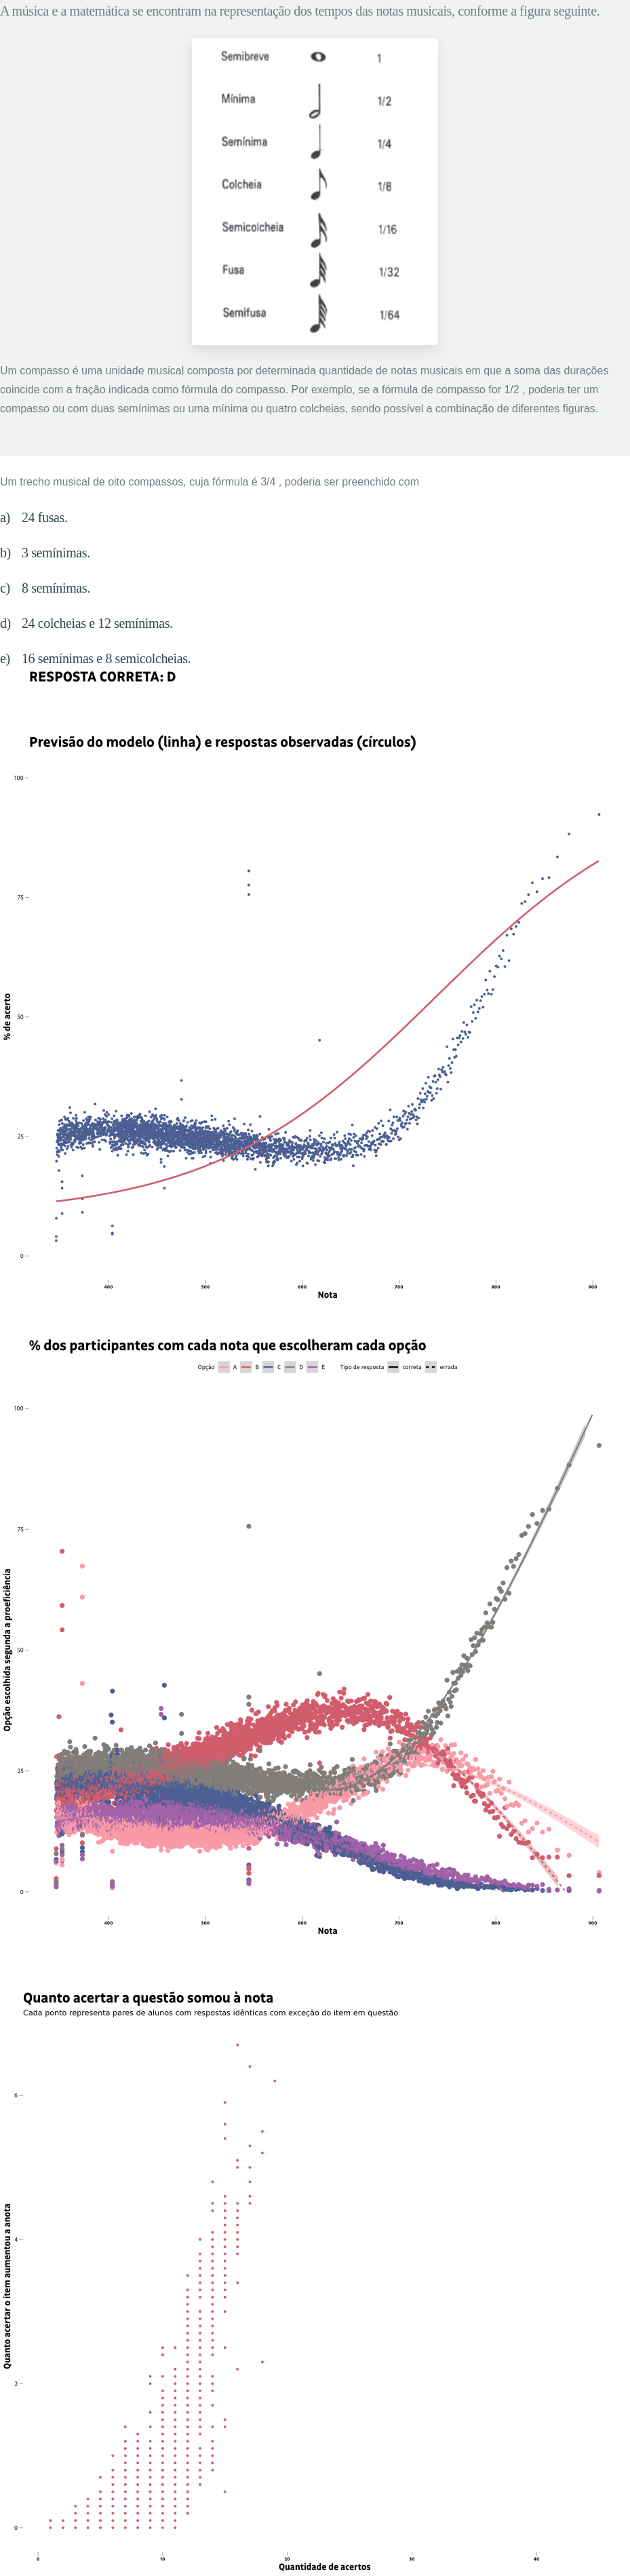 A música e a matemática se encontram na representação dos tempos das notas musicais, conforme a figura seguinte.
Semibreve 1
Mínima 1/2
Semínima 1/4
Colcheia 1/8
Semicolcheia 1/16
Fusa 1/32
Semifusa 1/64
Um compasso é uma unidade musical composta por determinada quantidade de notas musicais em que a soma das durações
coincide com a fração indicada como fórmula do compasso. Por exemplo, se a fórmula de compasso for 1/2 , poderia ter um
compasso ou com duas semínimas ou uma mínima ou quatro colcheias, sendo possível a combinação de diferentes figuras.
Um trecho musical de oito compassos, cuja fórmula é 3/4 , poderia ser preenchido com
a) 24 fusas.
b) 3 semínimas.
c) 8 semínimas.
d) 24 colcheias e 12 semínimas.
e) 16 semínimas e 8 semicolcheias.
RESPOSTA CORRETA: D
Previsão do modelo (linha) e respostas observadas (círculos)
100
75
50
25
0
% de acerto
400 500 600 700 800 900
Nota
% dos participantes com cada nota que escolheram cada opção
Opção A B C D E Tipo de resposta correta errada
100
75
50
25
0
Opção escolhida segunda a proeficiência
400 500 600 700 800 900
Nota
Quanto acertar a questão somou à nota
Cada ponto representa pares de alunos com respostas idênticas com exceção do item em questão
6
4
2
0
Quanto acertar o item aumentou a anota
0 10 20 30 40
Quantidade de acertos